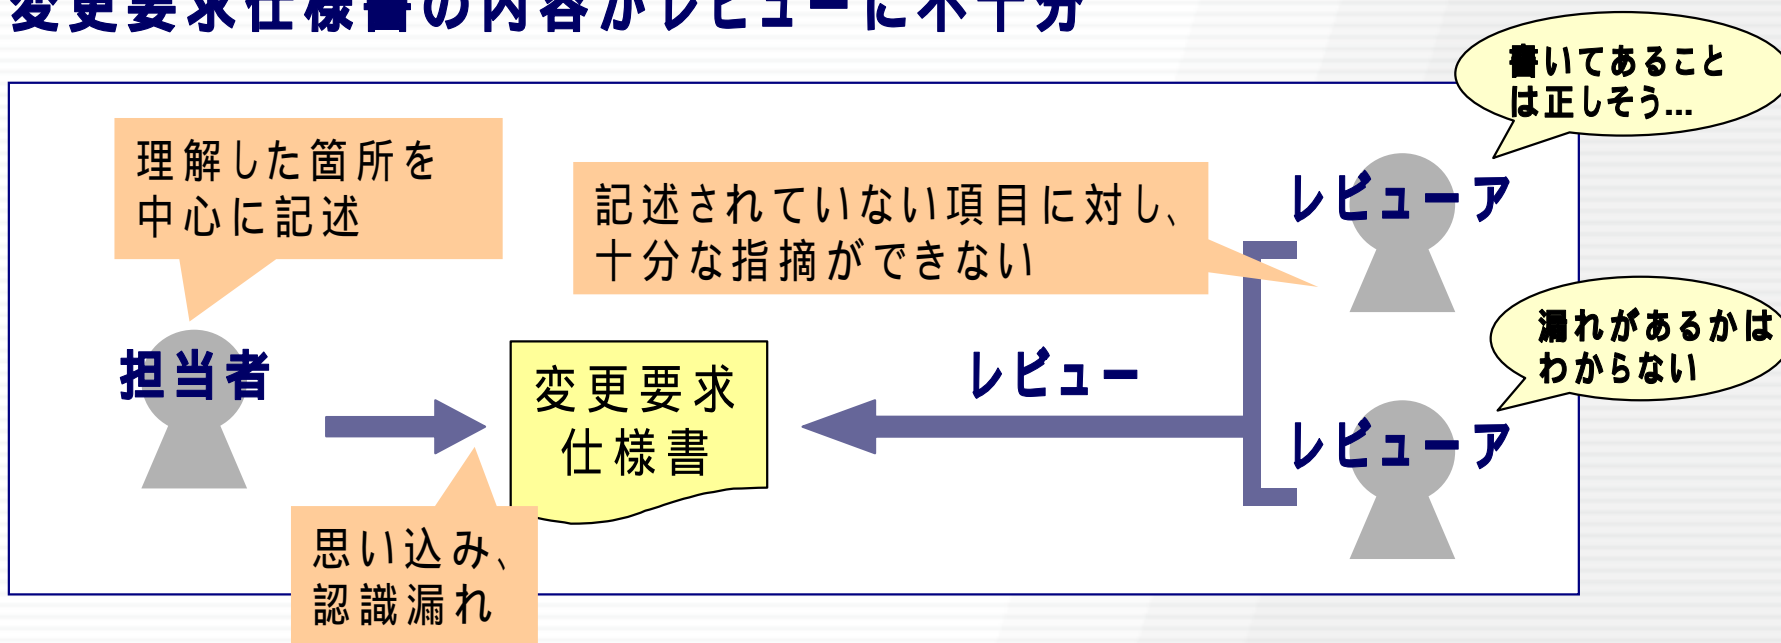 変更要求仕様書の内容がレビューに不十分
書いてあること
は正しそう...
理解した箇所を
中心に記述
記述されていない項目に対し、
十分な指摘ができない
レビューア
漏れがあるかは
わからない
担当者
変更要求
仕様書
レビュー
レビューア
思い込み、
認識漏れ